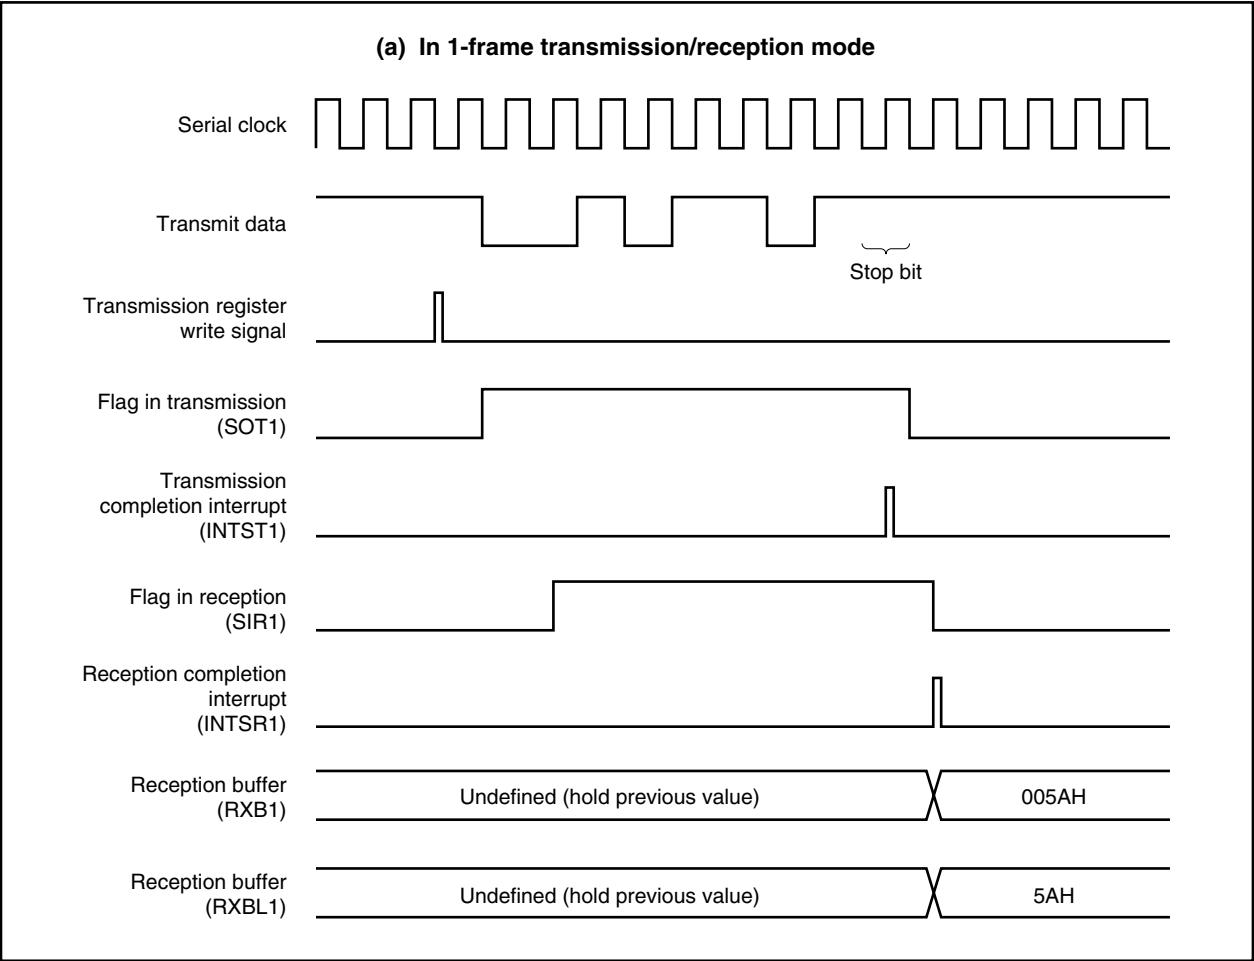 (a) In 1-frame transmission/reception mode
Serial clock
Transmit data
Stop bit
Transmission register
write signal
Flag in transmission
(SOT1)
Transmission
completion interrupt
(INTST1)
Flag in reception
(SIR1)
Reception completion
interrupt
(INTSR1)
Reception buffer
(RXB1)
Undefined (hold previous value)
005AH
Reception buffer
(RXBL1)
Undefined (hold previous value)
5AH